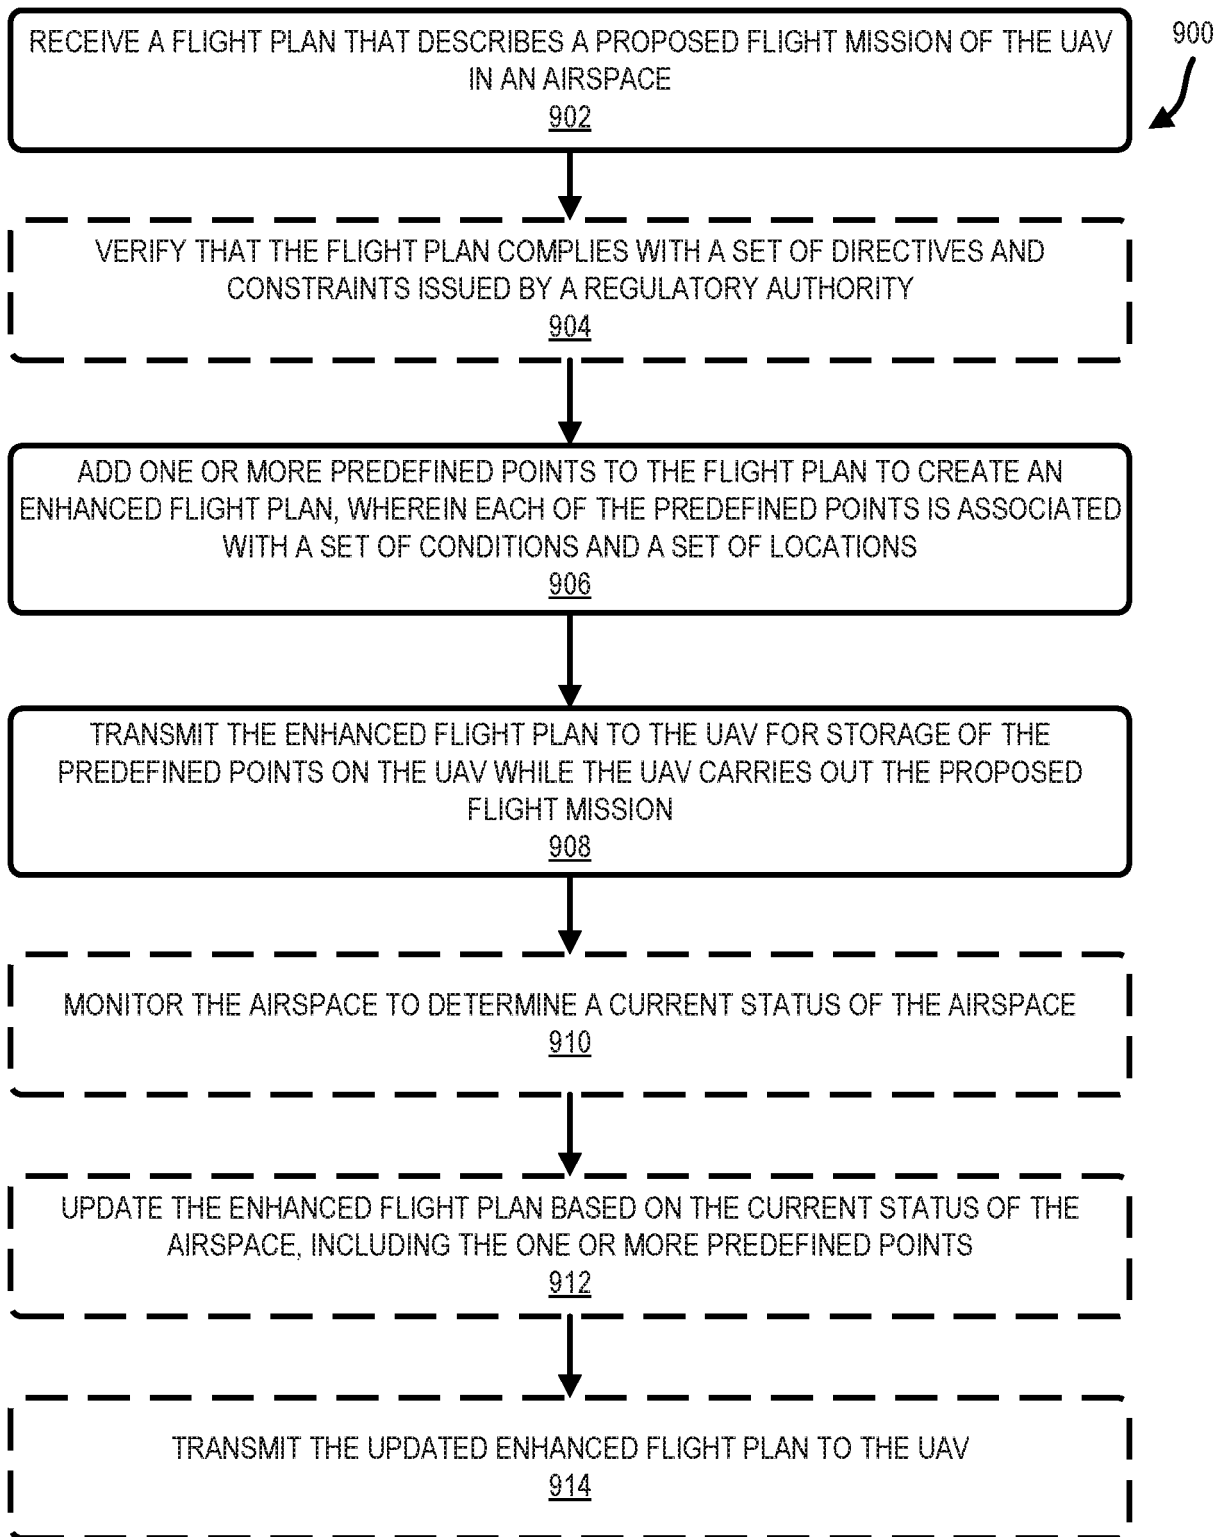 RECEIVE A FLIGHT PLAN THAT DESCRIBES A PROPOSED FLIGHT MISSION OF THE UAV
IN AN AIRSPACE
902
900
VERIFY THAT THE FLIGHT PLAN COMPLIES WITH A SET OF DIRECTIVES AND
CONSTRAINTS ISSUED BY A REGULATORY AUTHORITY
904
ADD ONE OR MORE PREDEFINED POINTS TO THE FLIGHT PLAN TO CREATE AN
ENHANCED FLIGHT PLAN, WHEREIN EACH OF THE PREDEFINED POINTS IS ASSOCIATED
WITH A SET OF CONDITIONS AND A SET OF LOCATIONS
906
TRANSMIT THE ENHANCED FLIGHT PLAN TO THE UAV FOR STORAGE OF THE
PREDEFINED POINTS ON THE UAV WHILE THE UAV CARRIES OUT THE PROPOSED
FLIGHT MISSION
908
MONITOR THE AIRSPACE TO DETERMINE A CURRENT STATUS OF THE AIRSPACE
910
UPDATE THE ENHANCED FLIGHT PLAN BASED ON THE CURRENT STATUS OF THE
AIRSPACE, INCLUDING THE ONE OR MORE PREDEFINED POINTS
912
TRANSMIT THE UPDATED ENHANCED FLIGHT PLAN TO THE UAV
914